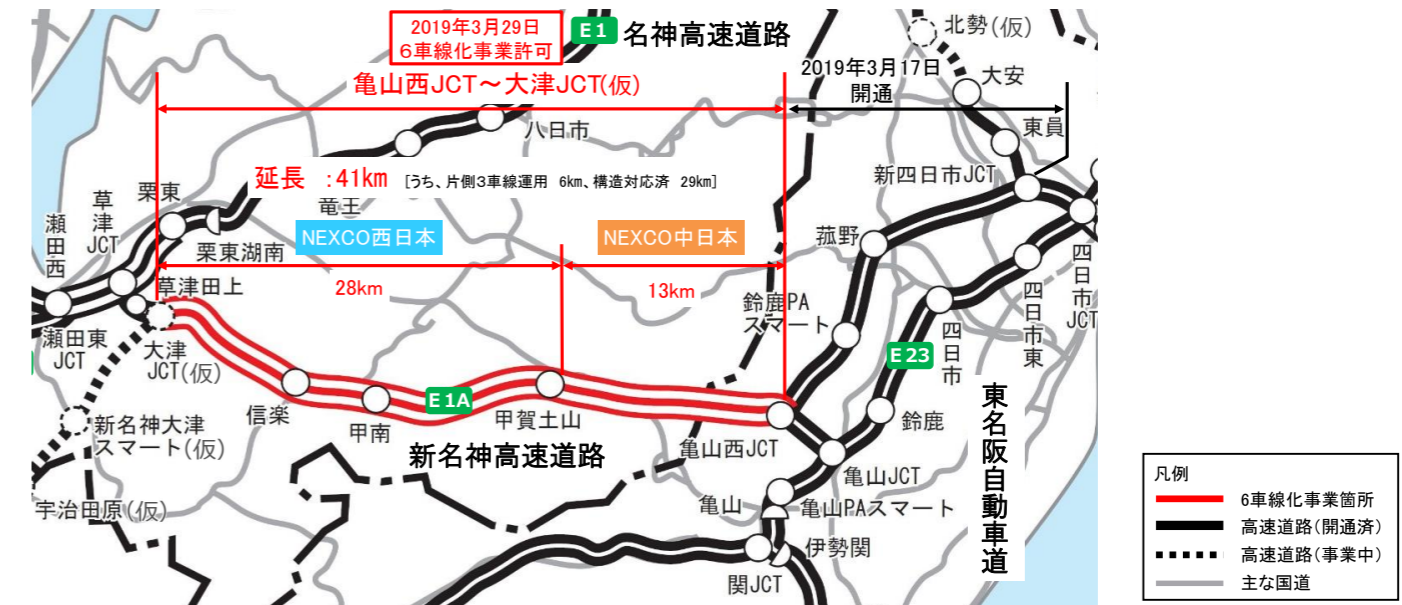 2019年3月29日
6車線化事業許可
E1 名神高速道路
北勢(仮)
亀山西JCT～大津JCT(仮)
2019年3月17日
開通
大安
東員
八日市
延長 :41km [うち、片側3車線運用 6km、構造対応済 29km]
新四日市JCT
栗東
草津
JCT
竜王
瀬田西
栗東湖南
NEXCO西日本
NEXCO中日本
菰野
28km
13km
草津田上
鈴鹿PA
スマート
四日市
JCT
四日市東
四日市
瀬田東
JCT
大津
JCT(仮)
E23
E1A
信楽
甲南
甲賀土山
新名神高速道路
亀山西JCT
鈴鹿
東名阪自動車道
新名神大津
スマート(仮)
亀山JCT
宇治田原(仮)
亀山
亀山PAスマート
伊勢関
関JCT
凡例
6車線化事業箇所
高速道路(開通済)
高速道路(事業中)
主な国道